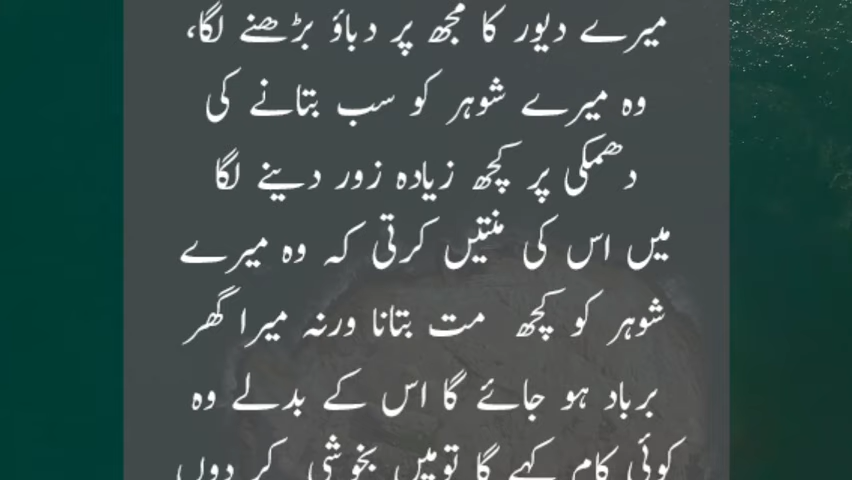 میرے دیور کا مجھ پر دباؤ بڑھنے لگا،
وہ میرے شوہر کو سب بتانے کی
دھمکی پر کچھ زیادہ زور دینے لگا
میں اس کی منتیں کرتی کہ وہ میرے
شوہر کو کچھ مت بتانا ورنہ میرا گھر
برباد ہو جائے گا اس کے بدلے وہ
کوئی کام کہے گا تومیں بخوشی کر دوں